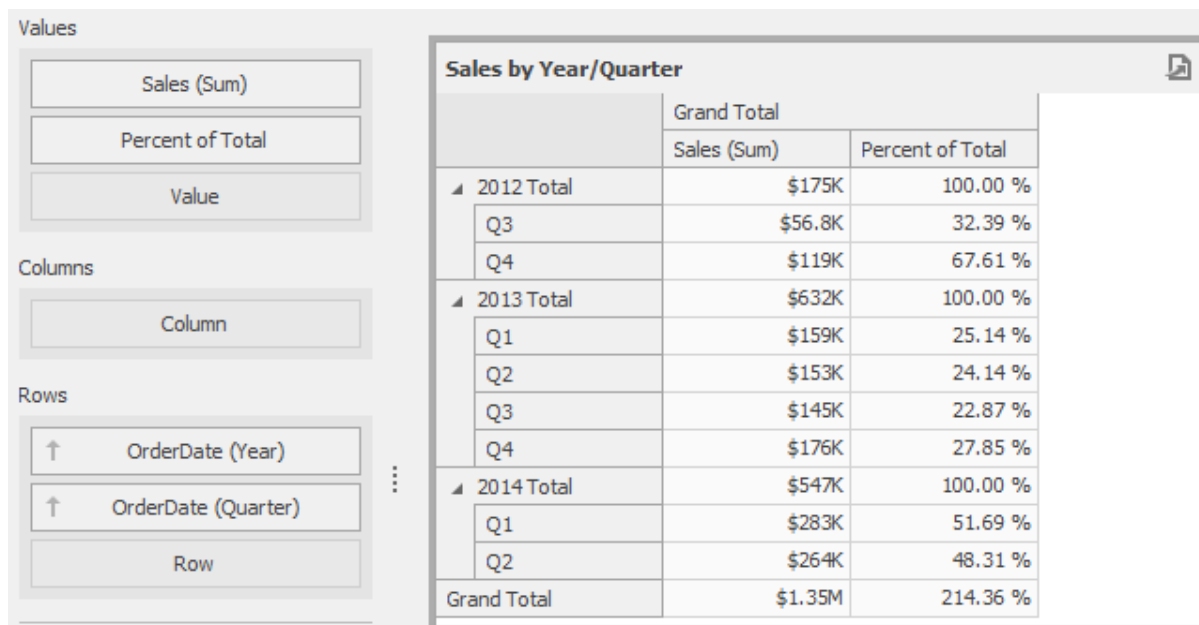 Values
Sales (Sum)
Percent of Total
Value
Columns
Column
Rows
OrderDate (Year)
OrderDate (Quarter)
Row
Sales by Year/Quarter
Grand Total
Sales (Sum) Percent of Total
2012 Total $175K 100.00 %
Q3 $56.8K 32.39 %
Q4 $119K 67.61 %
2013 Total $632K 100.00 %
Q1 $159K 25.14 %
Q2 $153K 24.14 %
Q3 $145K 22.87 %
Q4 $176K 27.85 %
2014 Total $547K 100.00 %
Q1 $283K 51.69 %
Q2 $264K 48.31 %
Grand Total $1.35M 214.36 %